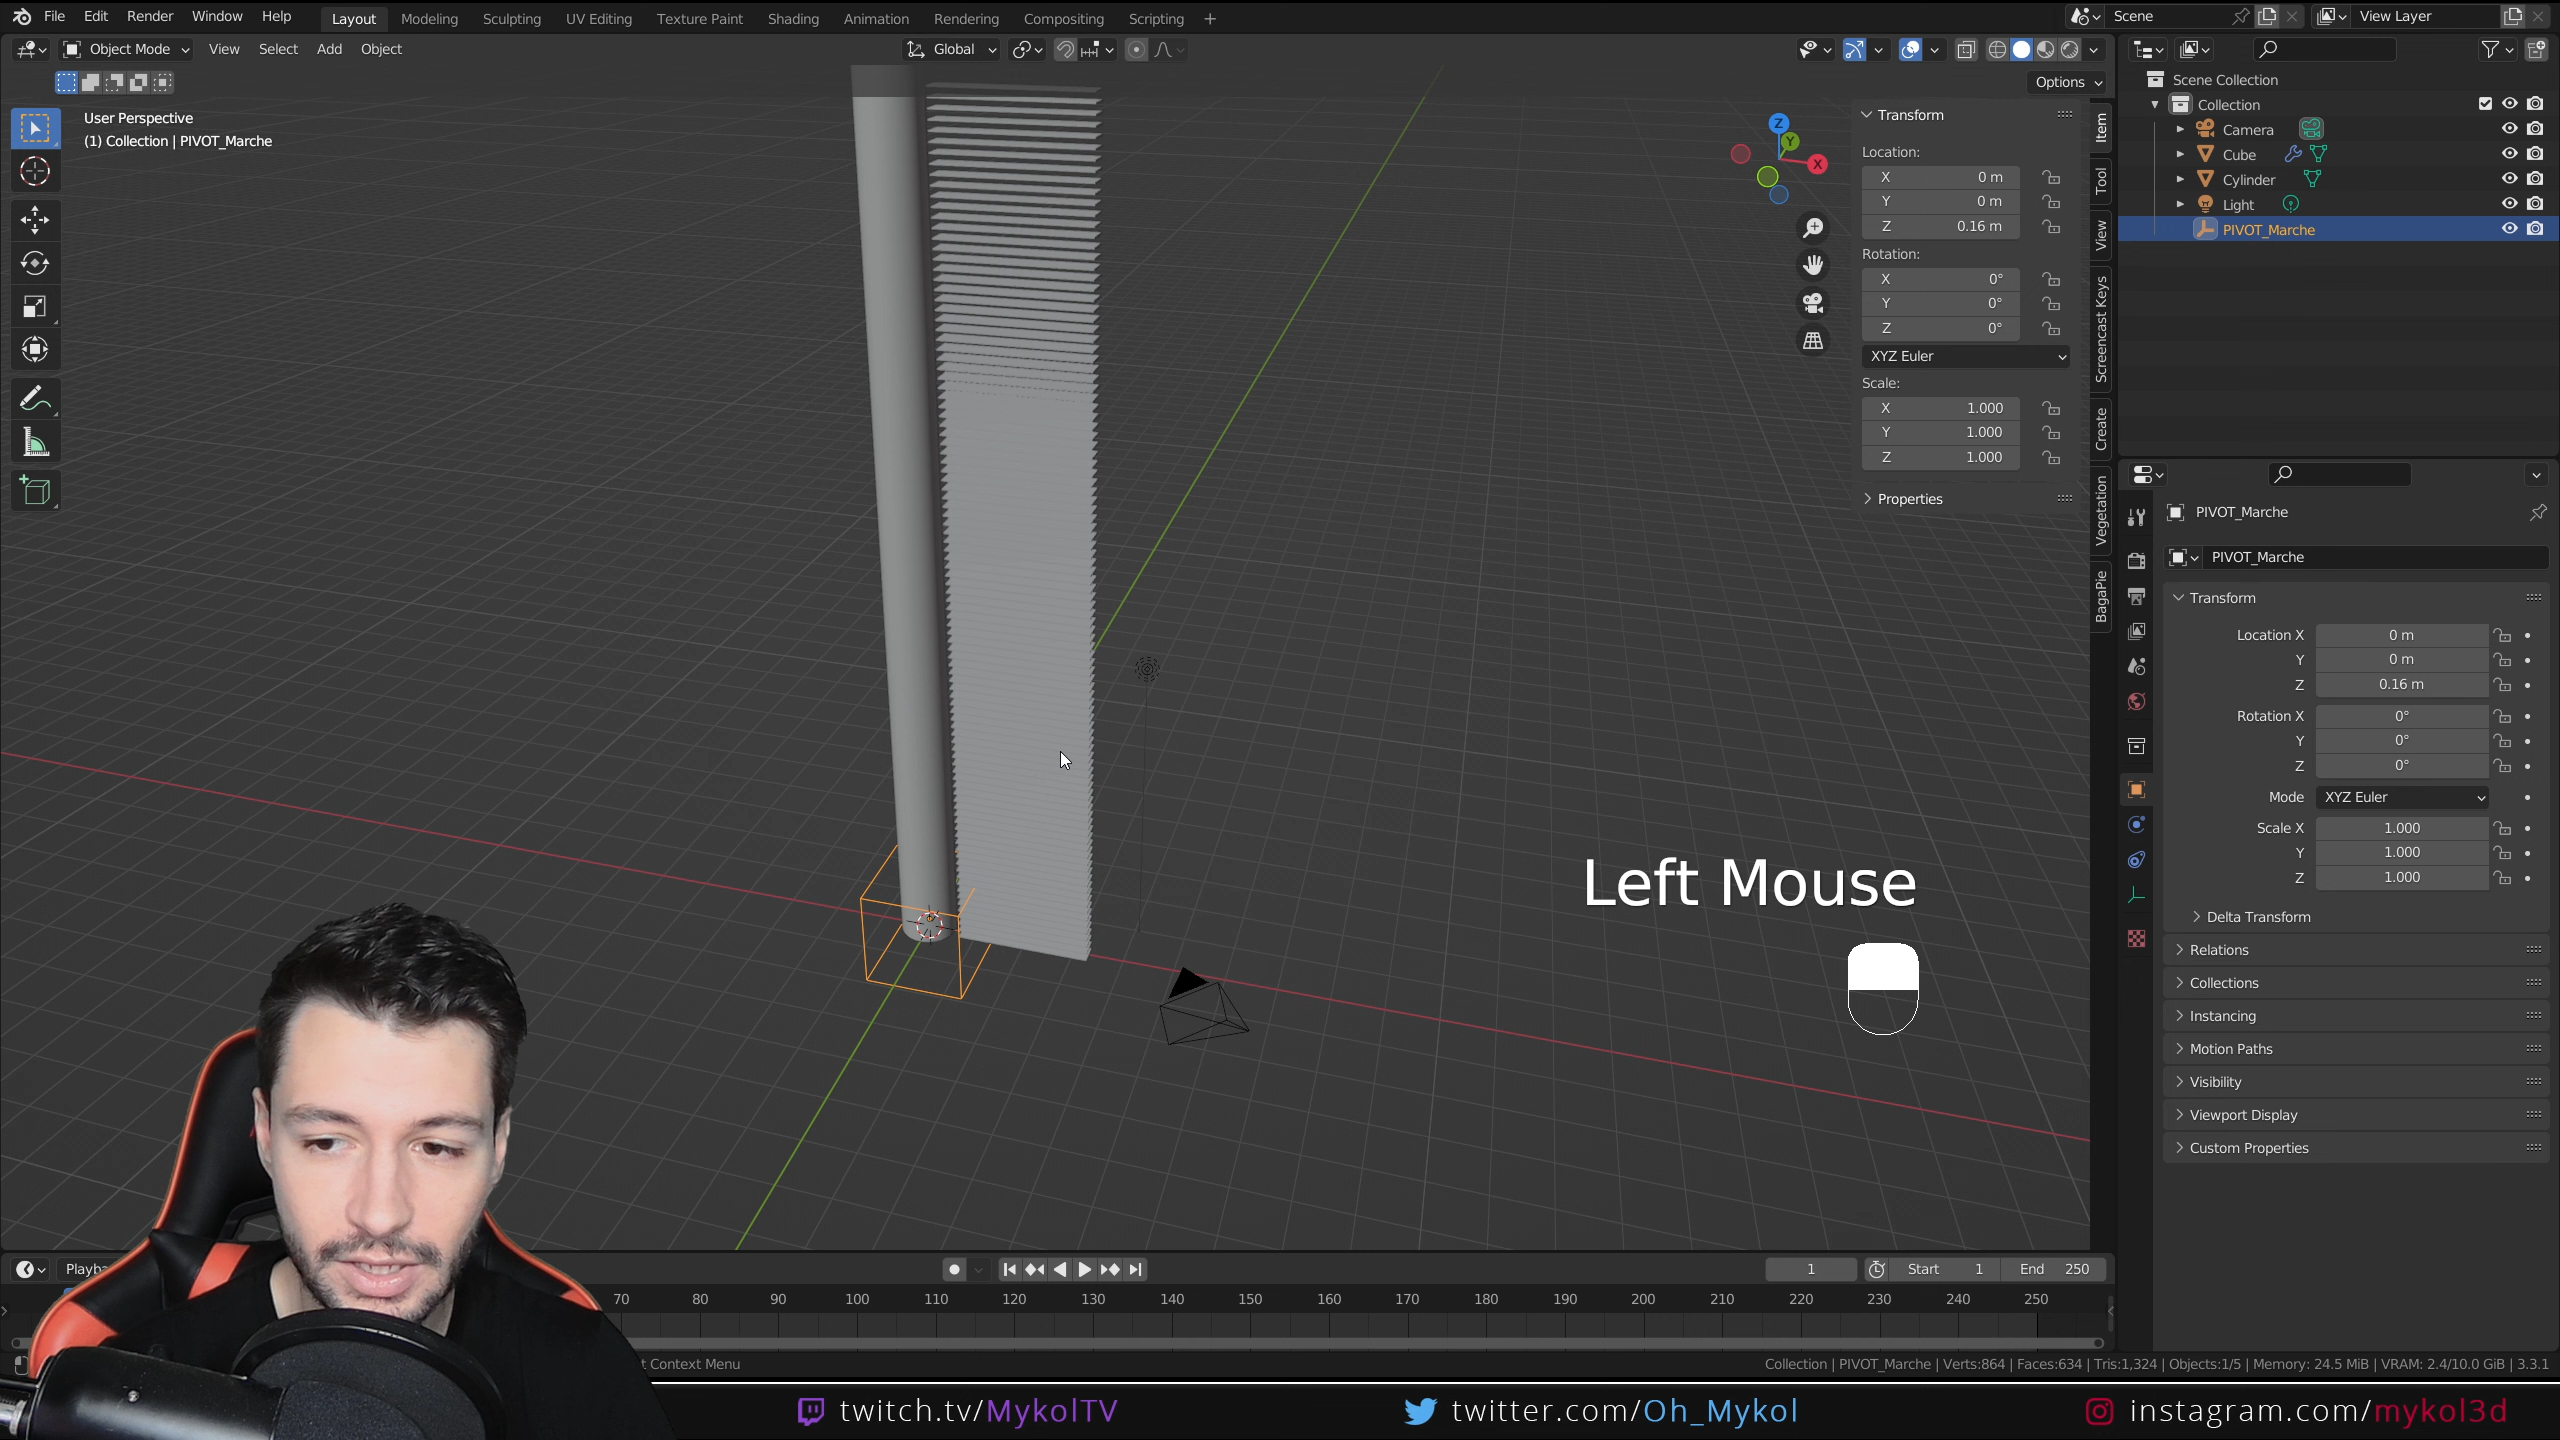 File Edit Render Window Help Layout Modeling Sculpting UV Editing Texture Paint Shading Animation Rendering Compositing Scripting + Scene View Layer
Object Mode View Select Add Object Global
Options
User Perspective
(1) Collection | PIVOT_Marche
Transform
Location:
X 0 m
Y 0 m
Z 0.16 m
Rotation:
X 0°
Y 0°
Z 0°
XYZ Euler
Scale:
X 1.000
Y 1.000
Z 1.000
Properties
Z
Y
X
Item
Tool
View
Screencast Keys
Create
Vegetation
BagaPie
Scene Collection
Collection
Camera
Cube
Cylinder
Light
PIVOT_Marche
PIVOT_Marche
PIVOT_Marche
Transform
Location X 0 m
Y 0 m
Z 0.16 m
Rotation X 0°
Y 0°
Z 0°
Mode XYZ Euler
Scale X 1.000
Y 1.000
Z 1.000
Delta Transform
Relations
Collections
Instancing
Motion Paths
Visibility
Viewport Display
Custom Properties
Left Mouse
1 Start 1 End 250
70 80 90 100 110 120 130 140 150 160 170 180 190 200 210 220 230 240 250
Context Menu
Collection | PIVOT_Marche | Verts:864 | Faces:634 | Tris:1,324 | Objects:1/5 | Memory: 24.5 MiB | VRAM: 2.4/10.0 GiB | 3.3.1
twitch.tv/MykolTV twitter.com/Oh_Mykol instagram.com/mykol3d